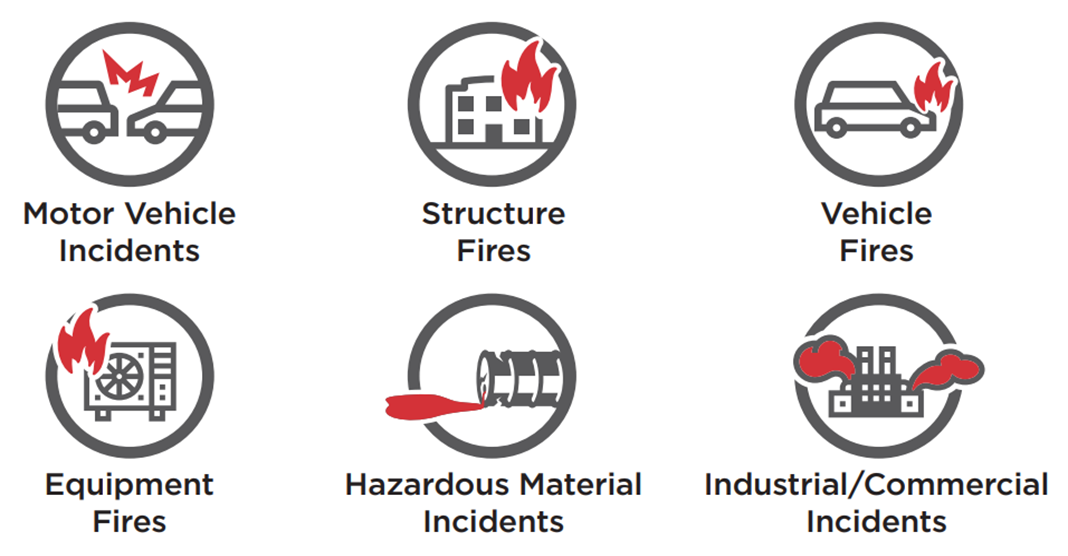 Motor Vehicle
Incidents
Structure
Fires
Vehicle
Fires
Equipment
Fires
Hazardous Material
Incidents
Industrial/Commercial
Incidents